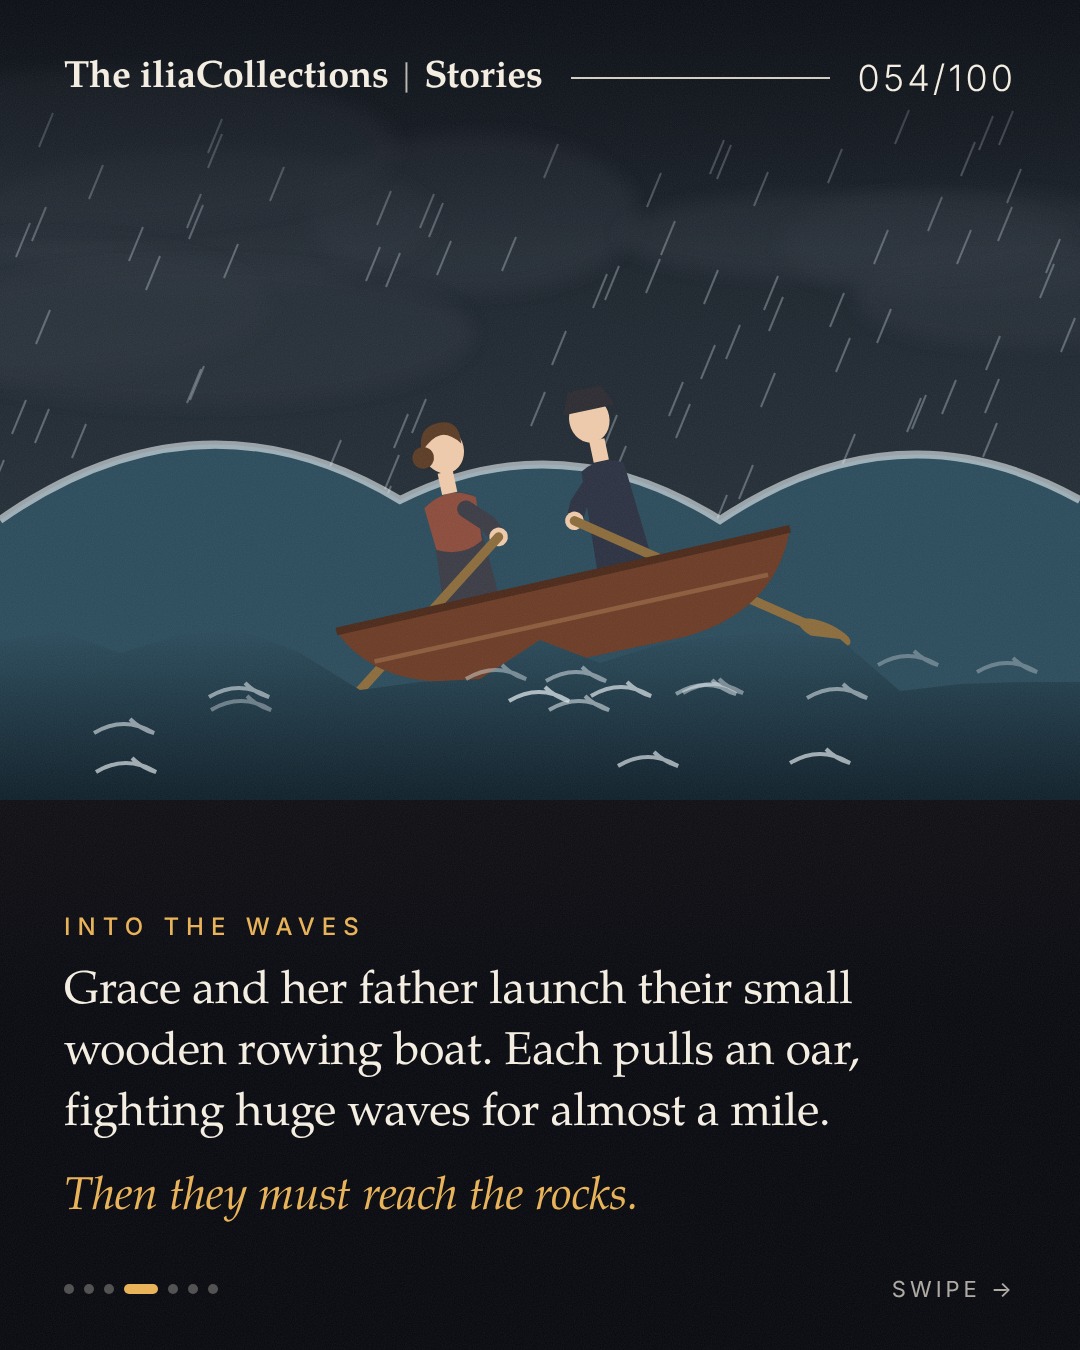 The iliaCollections | Stories 054/100
INTO THE WAVES
Grace and her father launch their small
wooden rowing boat. Each pulls an oar,
fighting huge waves for almost a mile.
Then they must reach the rocks.
SWIPE →